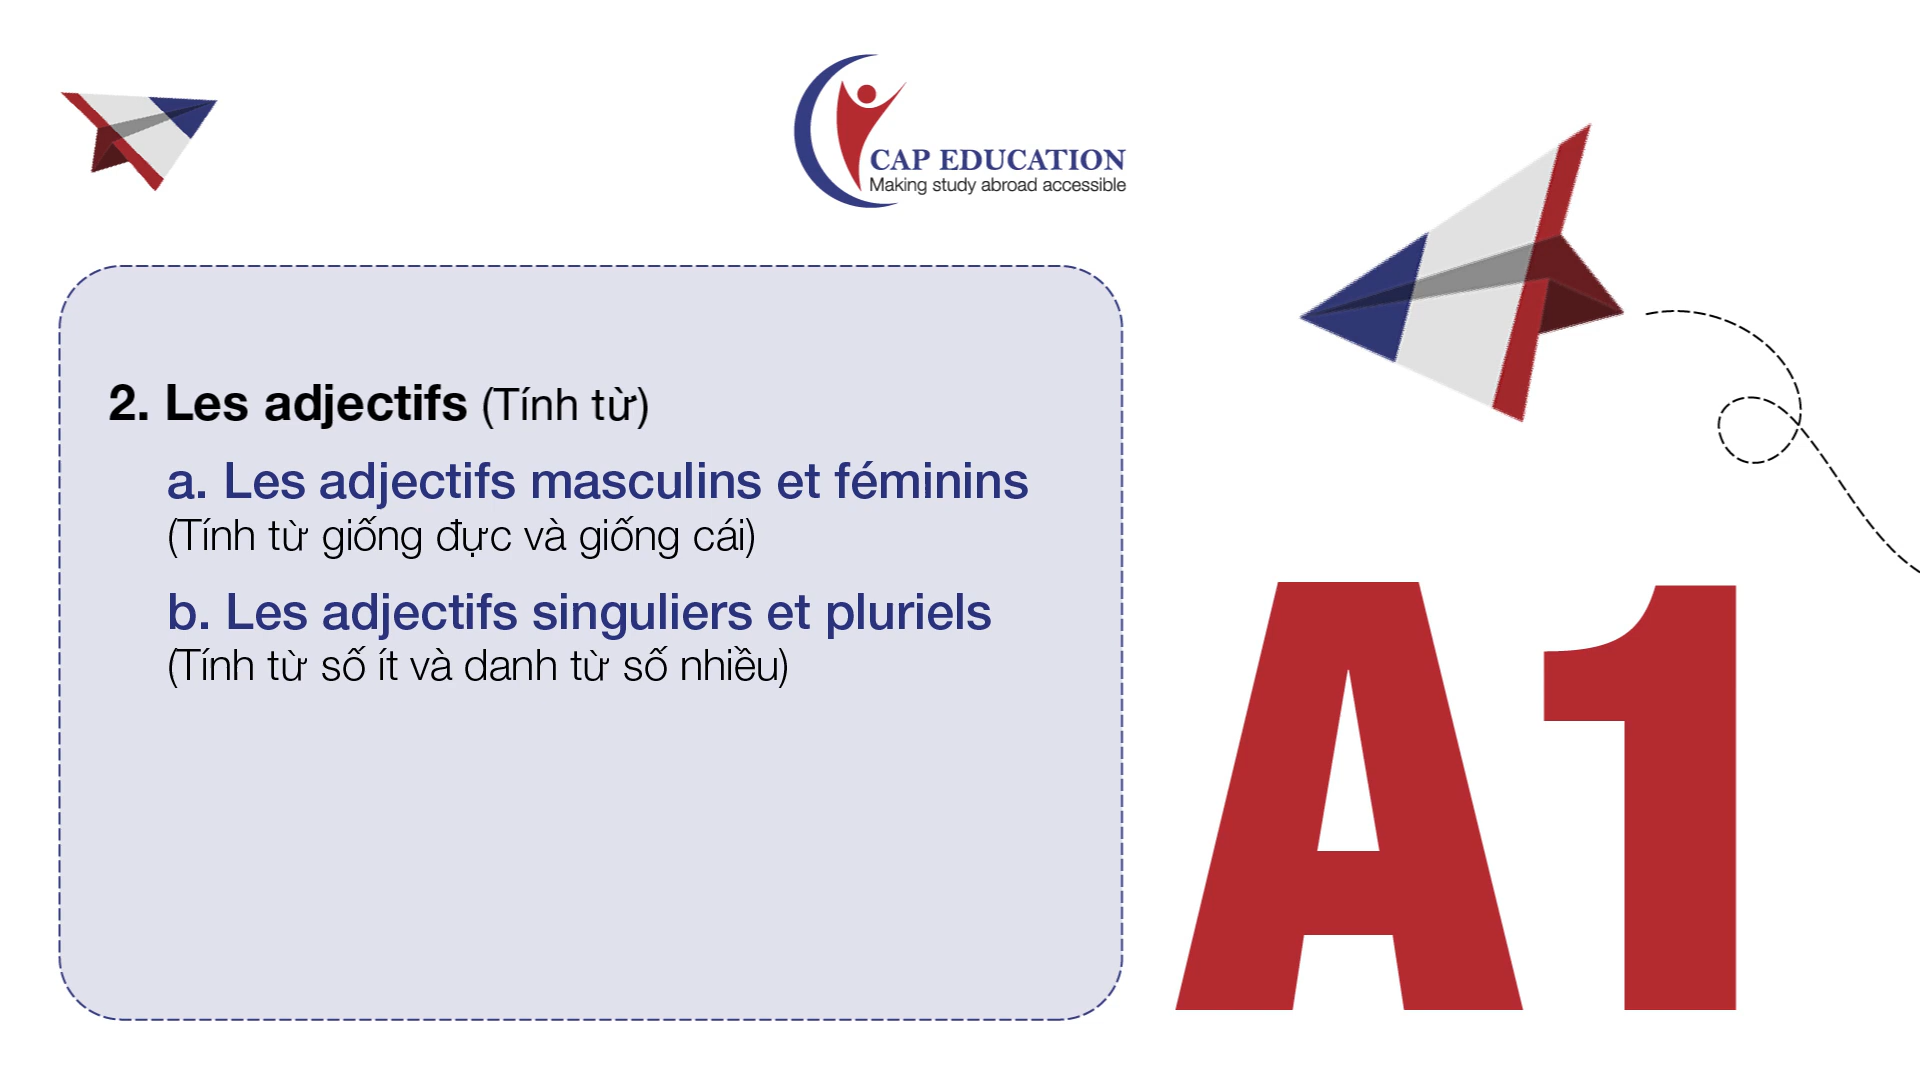 CAP EDUCATION
Making study abroad accessible
2. Les adjectifs (Tính từ)
a. Les adjectifs masculins et féminins
(Tính từ giống đực và giống cái)
b. Les adjectifs singuliers et pluriels
(Tính từ số ít và danh từ số nhiều)
A1